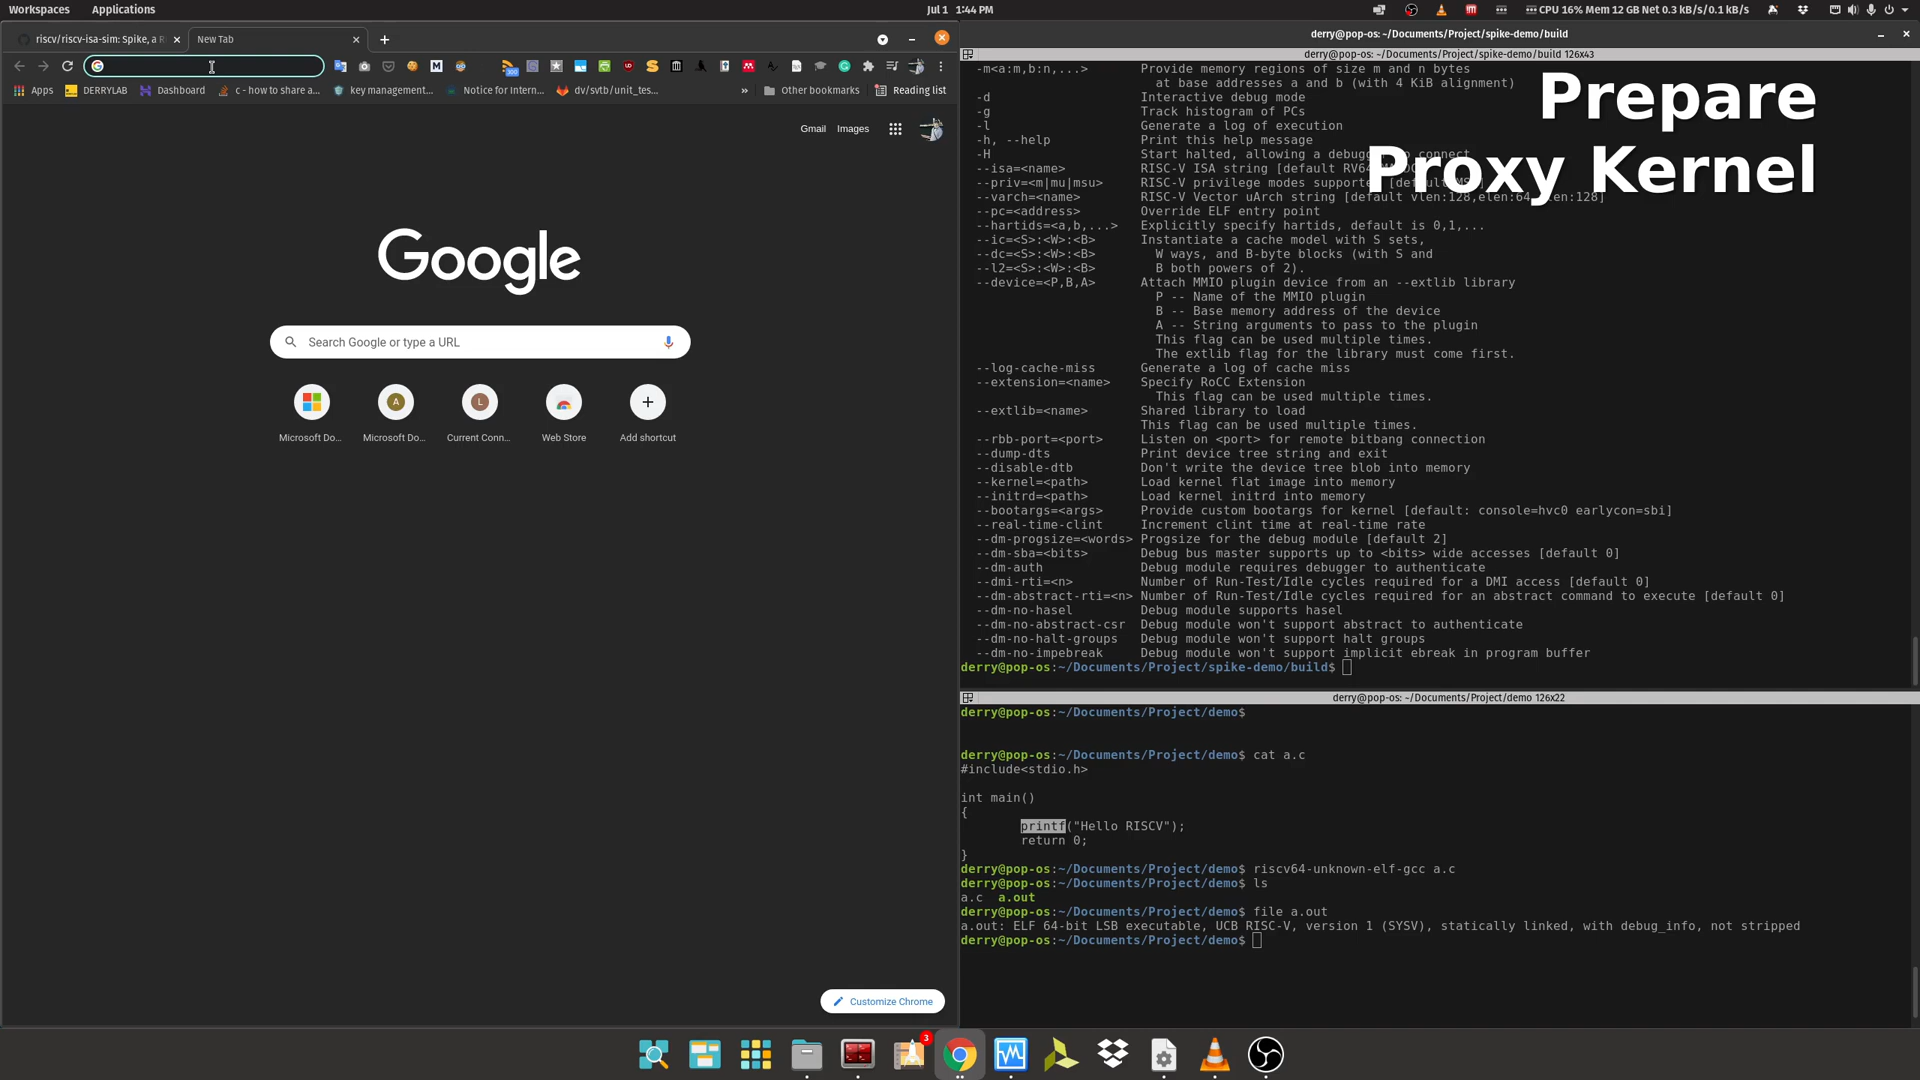 Workspaces Applications
Jul 1 1:44 PM
CPU 16% Mem 12 GB Net 0.3 kB/s/0.1 kB/s
riscv/riscv-isa-sim: Spike, a R
New Tab
Apps DERRYLAB Dashboard c - how to share a... key management... Notice for Intern... dv/svtb/unit_tes... » Other bookmarks Reading list
Gmail Images
Google
Search Google or type a URL
Microsoft Do... Microsoft Do... Current Conn... Web Store Add shortcut
Customize Chrome
derry@pop-os: ~/Documents/Project/spike-demo/build
derry@pop-os: ~/Documents/Project/spike-demo/build 126x43
Prepare
Proxy Kernel
-m<a:m,b:n,...> Provide memory regions of size m and n bytes
at base addresses a and b (with 4 KiB alignment)
-d Interactive debug mode
-g Track histogram of PCs
-l Generate a log of execution
-h, --help Print this help message
-H Start halted, allowing a debugger to connect
--isa=<name> RISC-V ISA string [default RV64
--priv=<m|mu|msu> RISC-V privilege modes supported [default
--varch=<name> RISC-V Vector uArch string [default vlen:128,elen:64 en:128]
--pc=<address> Override ELF entry point
--hartids=<a,b,...> Explicitly specify hartids, default is 0,1,...
--ic=<S>:<W>:<B> Instantiate a cache model with S sets,
--dc=<S>:<W>:<B> W ways, and B-byte blocks (with S and
--l2=<S>:<W>:<B> B both powers of 2).
--device=<P,B,A> Attach MMIO plugin device from an --extlib library
P -- Name of the MMIO plugin
B -- Base memory address of the device
A -- String arguments to pass to the plugin
This flag can be used multiple times.
The extlib flag for the library must come first.
--log-cache-miss Generate a log of cache miss
--extension=<name> Specify RoCC Extension
This flag can be used multiple times.
--extlib=<name> Shared library to load
This flag can be used multiple times.
--rbb-port=<port> Listen on <port> for remote bitbang connection
--dump-dts Print device tree string and exit
--disable-dtb Don't write the device tree blob into memory
--kernel=<path> Load kernel flat image into memory
--initrd=<path> Load kernel initrd into memory
--bootargs=<args> Provide custom bootargs for kernel [default: console=hvc0 earlycon=sbi]
--real-time-clint Increment clint time at real-time rate
--dm-progsize=<words> Progsize for the debug module [default 2]
--dm-sba=<bits> Debug bus master supports up to <bits> wide accesses [default 0]
--dm-auth Debug module requires debugger to authenticate
--dmi-rti=<n> Number of Run-Test/Idle cycles required for a DMI access [default 0]
--dm-abstract-rti=<n> Number of Run-Test/Idle cycles required for an abstract command to execute [default 0]
--dm-no-hasel Debug module supports hasel
--dm-no-abstract-csr Debug module won't support abstract to authenticate
--dm-no-halt-groups Debug module won't support halt groups
--dm-no-impebreak Debug module won't support implicit ebreak in program buffer
derry@pop-os:~/Documents/Project/spike-demo/build$
derry@pop-os: ~/Documents/Project/demo 126x22
derry@pop-os:~/Documents/Project/demo$
derry@pop-os:~/Documents/Project/demo$ cat a.c
#include<stdio.h>
int main()
{
printf("Hello RISCV");
return 0;
}
derry@pop-os:~/Documents/Project/demo$ riscv64-unknown-elf-gcc a.c
derry@pop-os:~/Documents/Project/demo$ ls
a.c a.out
derry@pop-os:~/Documents/Project/demo$ file a.out
a.out: ELF 64-bit LSB executable, UCB RISC-V, version 1 (SYSV), statically linked, with debug_info, not stripped
derry@pop-os:~/Documents/Project/demo$
3